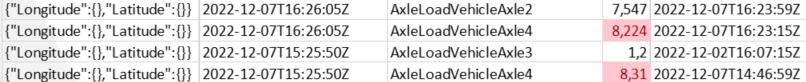 {"Longitude":{},"Latitude":{}} 2022-12-07T16:26:05Z AxleLoadVehicleAxle2 7,547 2022-12-07T16:23:59Z
{"Longitude":{},"Latitude":{}} 2022-12-07T16:26:05Z AxleLoadVehicleAxle4 8,224 2022-12-07T16:23:15Z
{"Longitude":{},"Latitude":{}} 2022-12-07T15:25:50Z AxleLoadVehicleAxle3 1,2 2022-12-02T16:07:15Z
{"Longitude":{},"Latitude":{}} 2022-12-07T15:25:50Z AxleLoadVehicleAxle4 8,31 2022-12-07T14:46:59Z